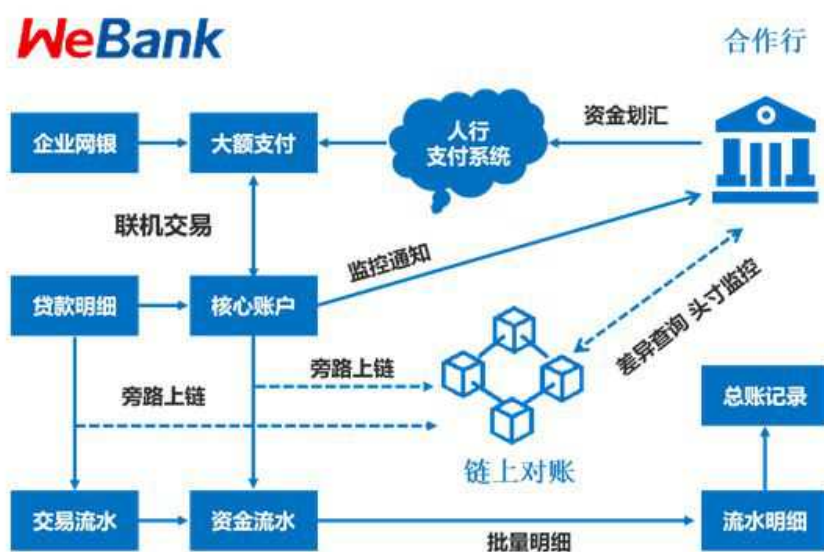 WeBank
合作行
企业网银
大额支付
人行
支付系统
资金划汇
联机交易
监控通知
贷款明细
核心账户
差异查询 头寸监控
旁路上链
旁路上链
总账记录
链上对账
交易流水
资金流水
批量明细
流水明细